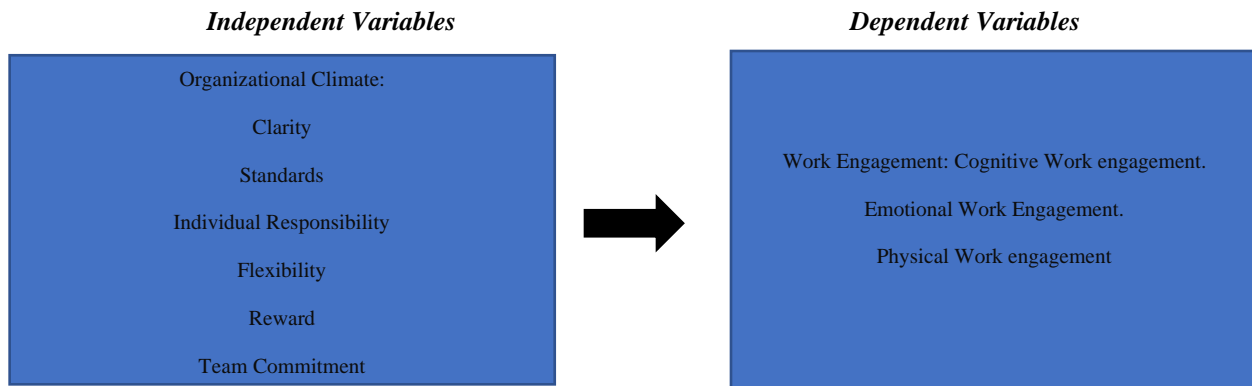 Independent Variables
Organizational Climate:
Clarity
Standards
Individual Responsibility
Flexibility
Reward
Team Commitment
Dependent Variables
Work Engagement: Cognitive Work engagement.
Emotional Work Engagement.
Physical Work engagement